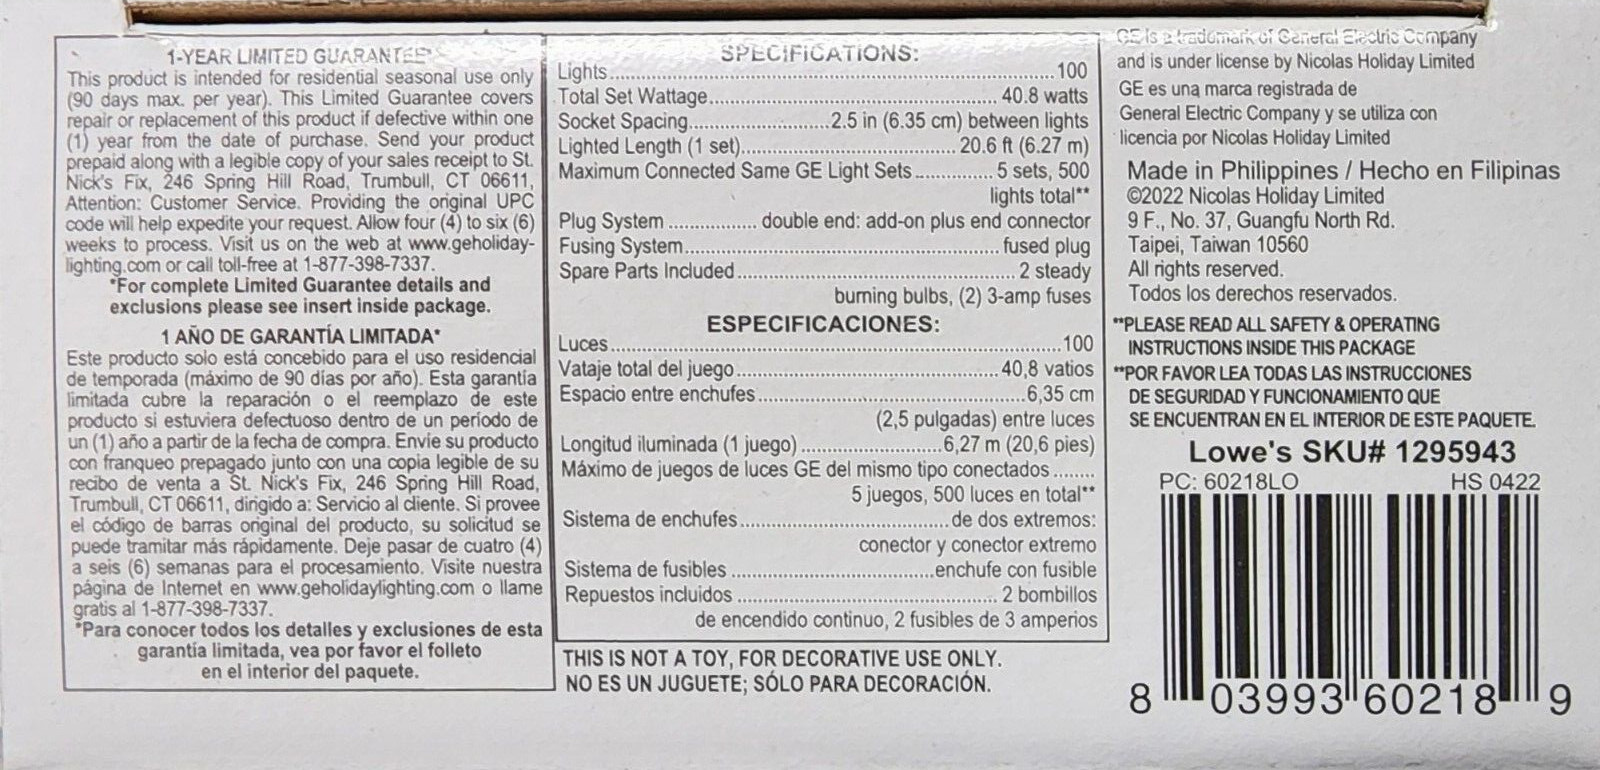 1-YEAR LIMITED GUARANTEE*
This product is intended for residential seasonal use only
(90 days max. per year). This Limited Guarantee covers
repair or replacement of this product if defective within one
(1) year from the date of purchase. Send your product
prepaid along with a legible copy of your sales receipt to St.
Nick's Fix, 246 Spring Hill Road, Trumbull, CT 06611,
Attention: Customer Service. Providing the original UPC
code will help expedite your request. Allow four (4) to six (6)
weeks to process. Visit us on the web at www.geholiday-
lighting.com or call toll-free at 1-877-398-7337.
*For complete Limited Guarantee details and
exclusions please see insert inside package.
1 AÑO DE GARANTÍA LIMITADA*
Este producto solo está concebido para el uso residencial
de temporada (máximo de 90 días por año). Esta garantía
limitada cubre la reparación o el reemplazo de este
producto si estuviera defectuoso dentro de un período de
un (1) año a partir de la fecha de compra. Envíe su producto
con franqueo prepagado junto con una copia legible de su
recibo de venta a St. Nick's Fix, 246 Spring Hill Road,
Trumbull, CT 06611, dirigido a: Servicio al cliente. Si provee
el código de barras original del producto, su solicitud se
puede tramitar más rápidamente. Deje pasar de cuatro (4)
a seis (6) semanas para el procesamiento. Visite nuestra
página de Internet en www.geholidaylighting.com o llame
gratis al 1-877-398-7337.
*Para conocer todos los detalles y exclusiones de esta
garantía limitada, vea por favor el folleto
en el interior del paquete.
SPECIFICATIONS:
Lights..........100
Total Set Wattage..........40.8 watts
Socket Spacing..........2.5 in (6.35 cm) between lights
Lighted Length (1 set)..........20.6 ft (6.27 m)
Maximum Connected Same GE Light Sets..........5 sets, 500
lights total**
Plug System..........double end: add-on plus end connector
Fusing System..........fused plug
Spare Parts Included..........2 steady
burning bulbs, (2) 3-amp fuses
ESPECIFICACIONES:
Luces..........100
Vataje total del juego..........40,8 vatios
Espacio entre enchufes..........6,35 cm
(2,5 pulgadas) entre luces
Longitud iluminada (1 juego)..........6,27 m (20,6 pies)
Máximo de juegos de luces GE del mismo tipo conectados........
5 juegos, 500 luces en total**
Sistema de enchufes..........de dos extremos:
conector y conector extremo
Sistema de fusibles..........enchufe con fusible
Repuestos incluidos..........2 bombillos
de encendido continuo, 2 fusibles de 3 amperios
THIS IS NOT A TOY, FOR DECORATIVE USE ONLY.
NO ES UN JUGUETE; SÓLO PARA DECORACIÓN.
GE is a trademark of General Electric Company
and is under license by Nicolas Holiday Limited
GE es una marca registrada de
General Electric Company y se utiliza con
licencia por Nicolas Holiday Limited
Made in Philippines / Hecho en Filipinas
©2022 Nicolas Holiday Limited
9 F., No. 37, Guangfu North Rd.
Taipei, Taiwan 10560
All rights reserved.
Todos los derechos reservados.
**PLEASE READ ALL SAFETY & OPERATING
INSTRUCTIONS INSIDE THIS PACKAGE
**POR FAVOR LEA TODAS LAS INSTRUCCIONES
DE SEGURIDAD Y FUNCIONAMIENTO QUE
SE ENCUENTRAN EN EL INTERIOR DE ESTE PAQUETE.
Lowe's SKU# 1295943
PC: 60218LO HS 0422
8 03993 60218 9